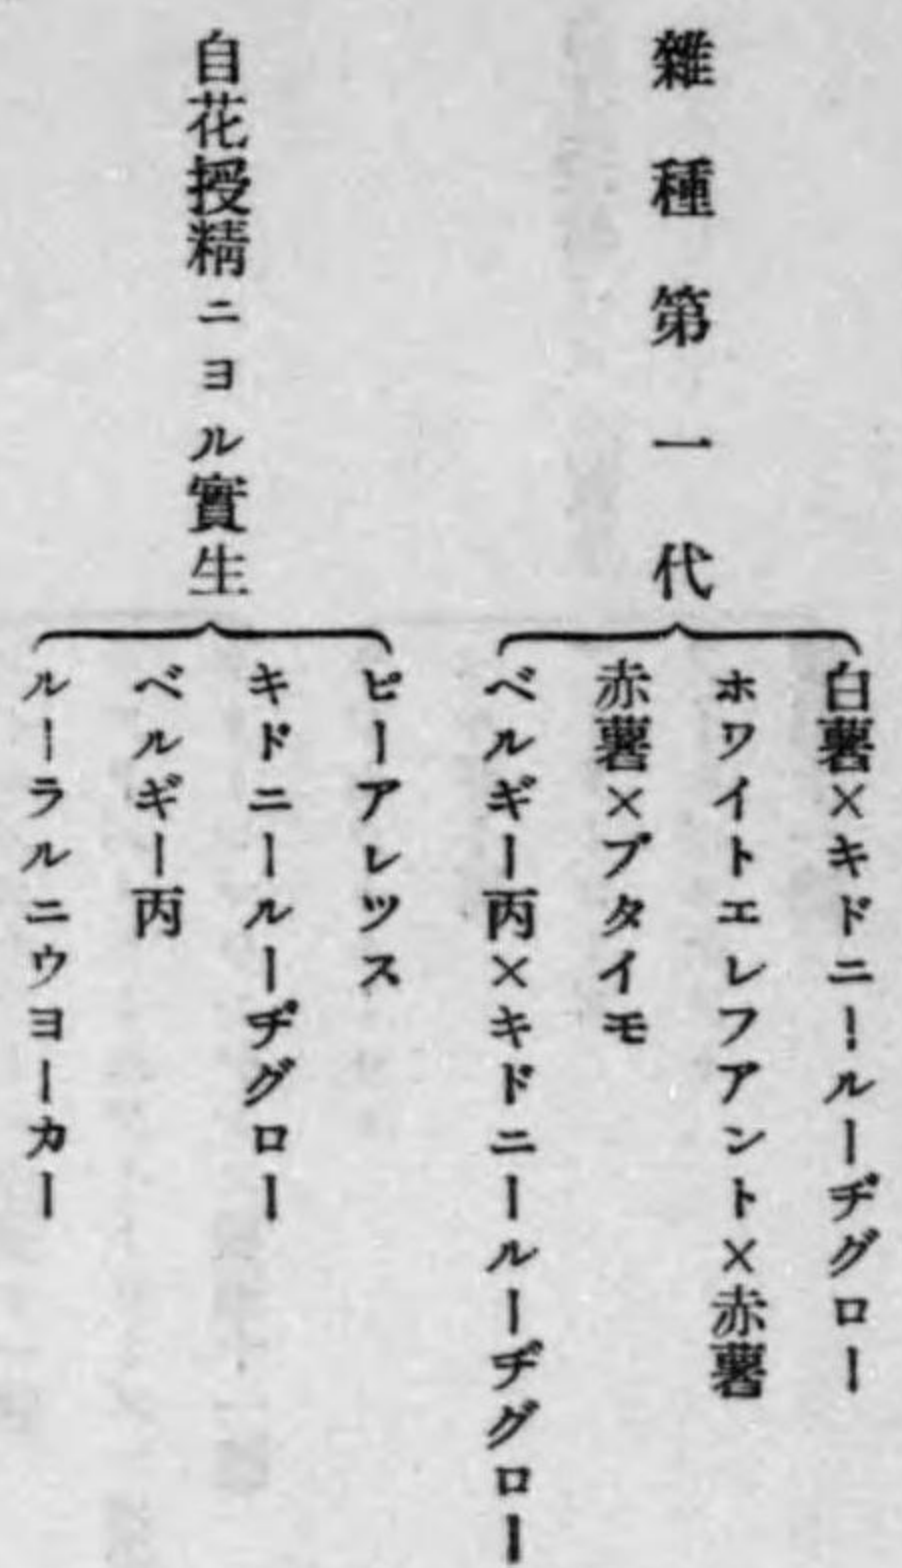 雜種第一代
白薯×キドニールーヂグロー
ホワイトエレフアント×赤薯
赤薯×ブタイモ
ベルギー丙×キドニールーヂグロー
自花授精ニヨル實生
ピーアレツス
キドニールーヂグロー
ベルギー丙
ルーラルニウヨーカー